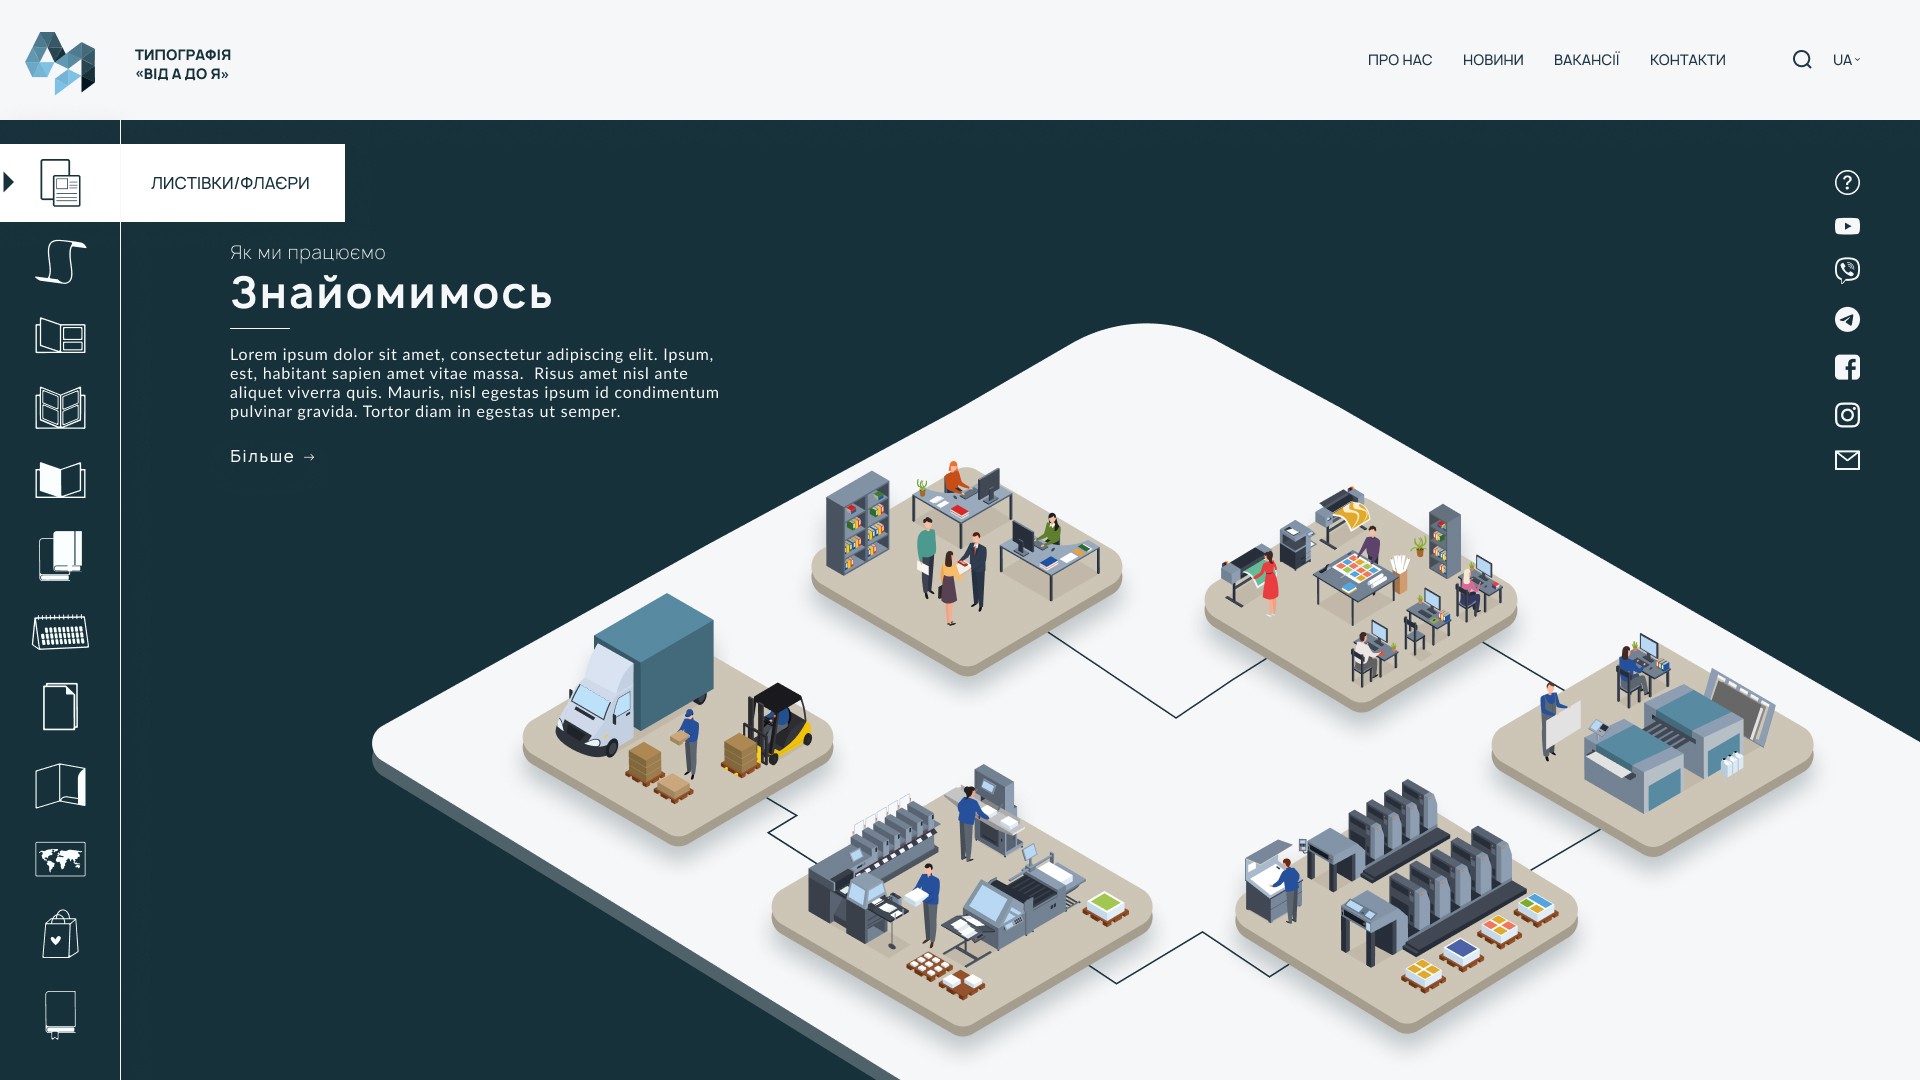 ТИПОГРАФІЯ
«ВІД А ДО Я»
ПРО НАС
НОВИНИ
ВАКАНСІЇ
КОНТАКТИ
UA
ЛИСТІВКИ/ФЛАЄРИ
Як ми працюємо
Знайомимось
Lorem ipsum dolor sit amet, consectetur adipiscing elit. Ipsum,
est, habitant sapien amet vitae massa. Risus amet nisl ante
aliquet viverra quis. Mauris, nisl egestas ipsum id condimentum
pulvinar gravida. Tortor diam in egestas ut semper.
Більше →